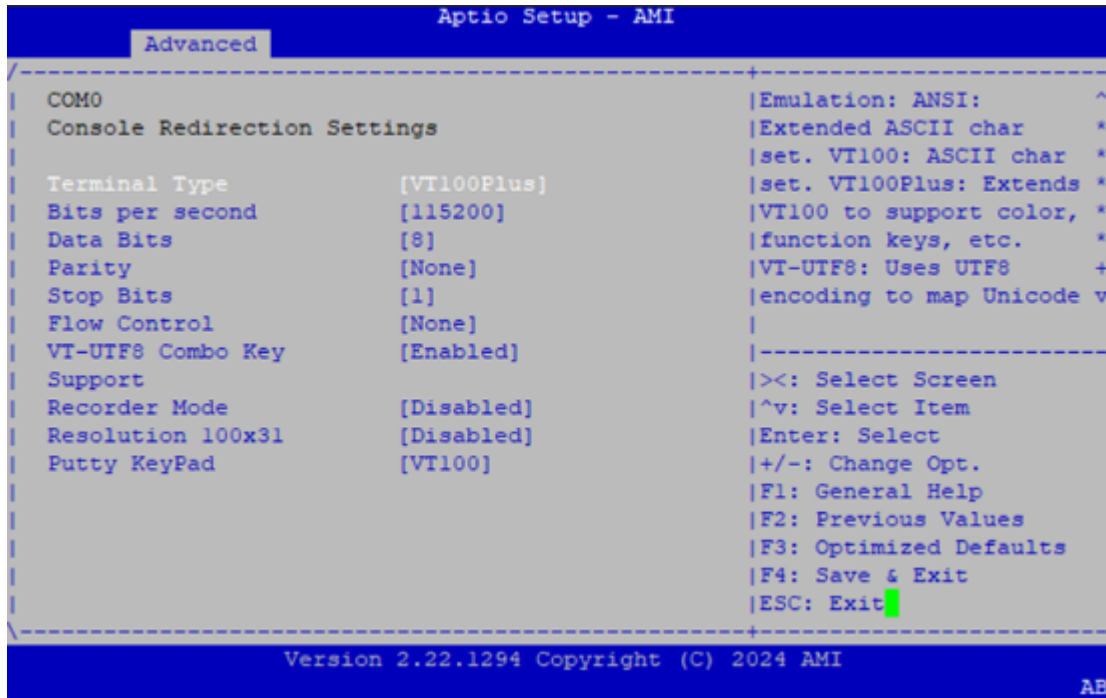 Aptio Setup - AMI
Advanced
COM0
Console Redirection Settings
Terminal Type [VT100Plus]
Bits per second [115200]
Data Bits [8]
Parity [None]
Stop Bits [1]
Flow Control [None]
VT-UTF8 Combo Key [Enabled]
Support
Recorder Mode [Disabled]
Resolution 100x31 [Disabled]
Putty KeyPad [VT100]
Emulation: ANSI: ^
Extended ASCII char *
set. VT100: ASCII char *
set. VT100Plus: Extends *
VT100 to support color, *
function keys, etc. *
VT-UTF8: Uses UTF8 +
encoding to map Unicode v
><: Select Screen
^v: Select Item
Enter: Select
+/-: Change Opt.
F1: General Help
F2: Previous Values
F3: Optimized Defaults
F4: Save & Exit
ESC: Exit
Version 2.22.1294 Copyright (C) 2024 AMI
AB